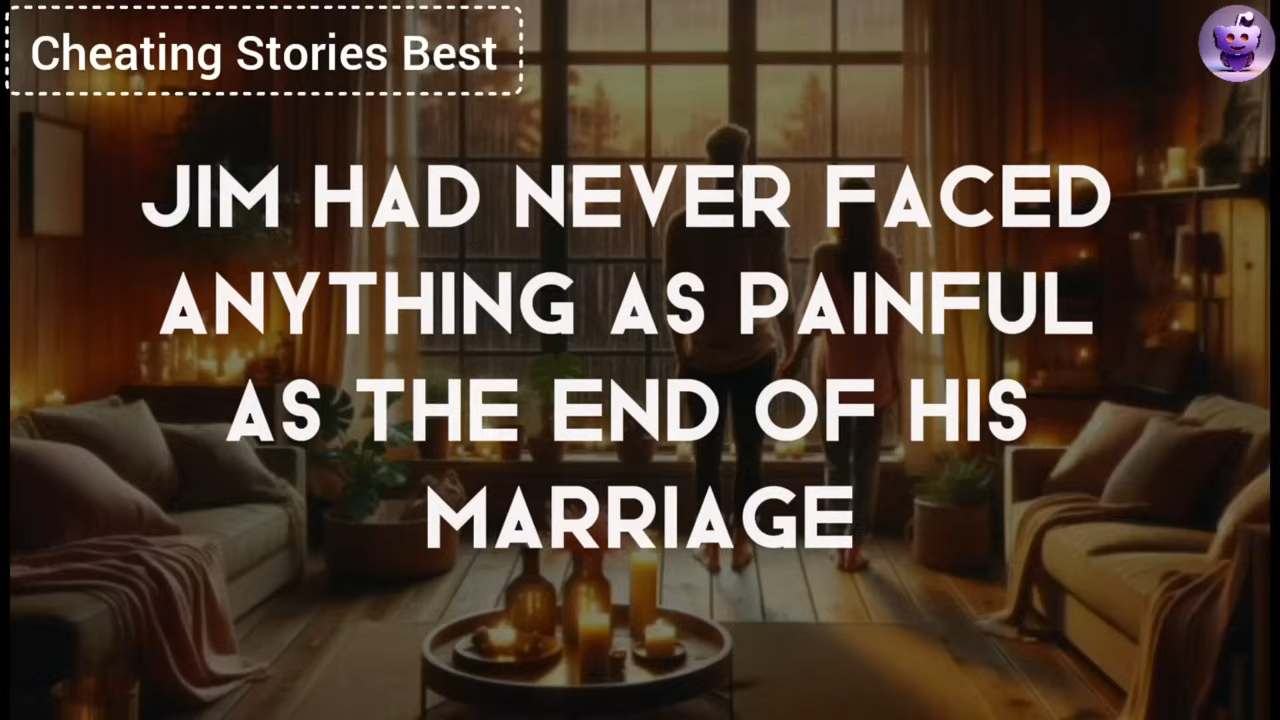 Cheating Stories Best
JIM HAD NEVER FACED
ANYTHING AS PAINFUL
AS THE END OF HIS
MARRIAGE